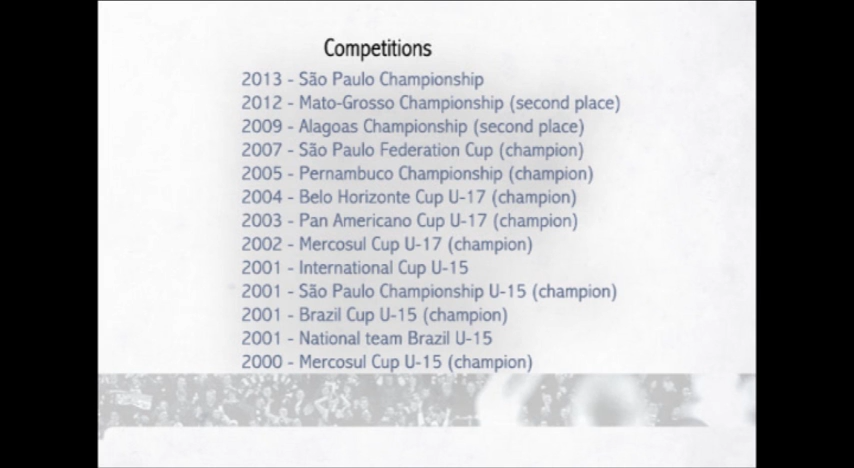 Competitions
2013 - São Paulo Championship
2012 - Mato-Grosso Championship (second place)
2009 - Alagoas Championship (second place)
2007 - São Paulo Federation Cup (champion)
2005 - Pernambuco Championship (champion)
2004 - Belo Horizonte Cup U-17 (champion)
2003 - Pan Americano Cup U-17 (champion)
2002 - Mercosul Cup U-17 (champion)
2001 - International Cup U-15
2001 - São Paulo Championship U-15 (champion)
2001 - Brazil Cup U-15 (champion)
2001 - National team Brazil U-15
2000 - Mercosul Cup U-15 (champion)